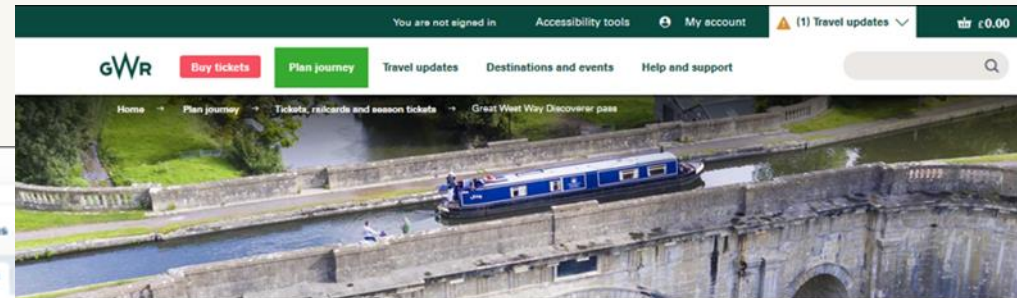 You are not signed in Accessibility tools My account (1) Travel updates £0.00
GWR Buy tickets Plan journey Travel updates Destinations and events Help and support
Home → Plan journey → Tickets, railcards and season tickets → Great West Way Discoverer pass